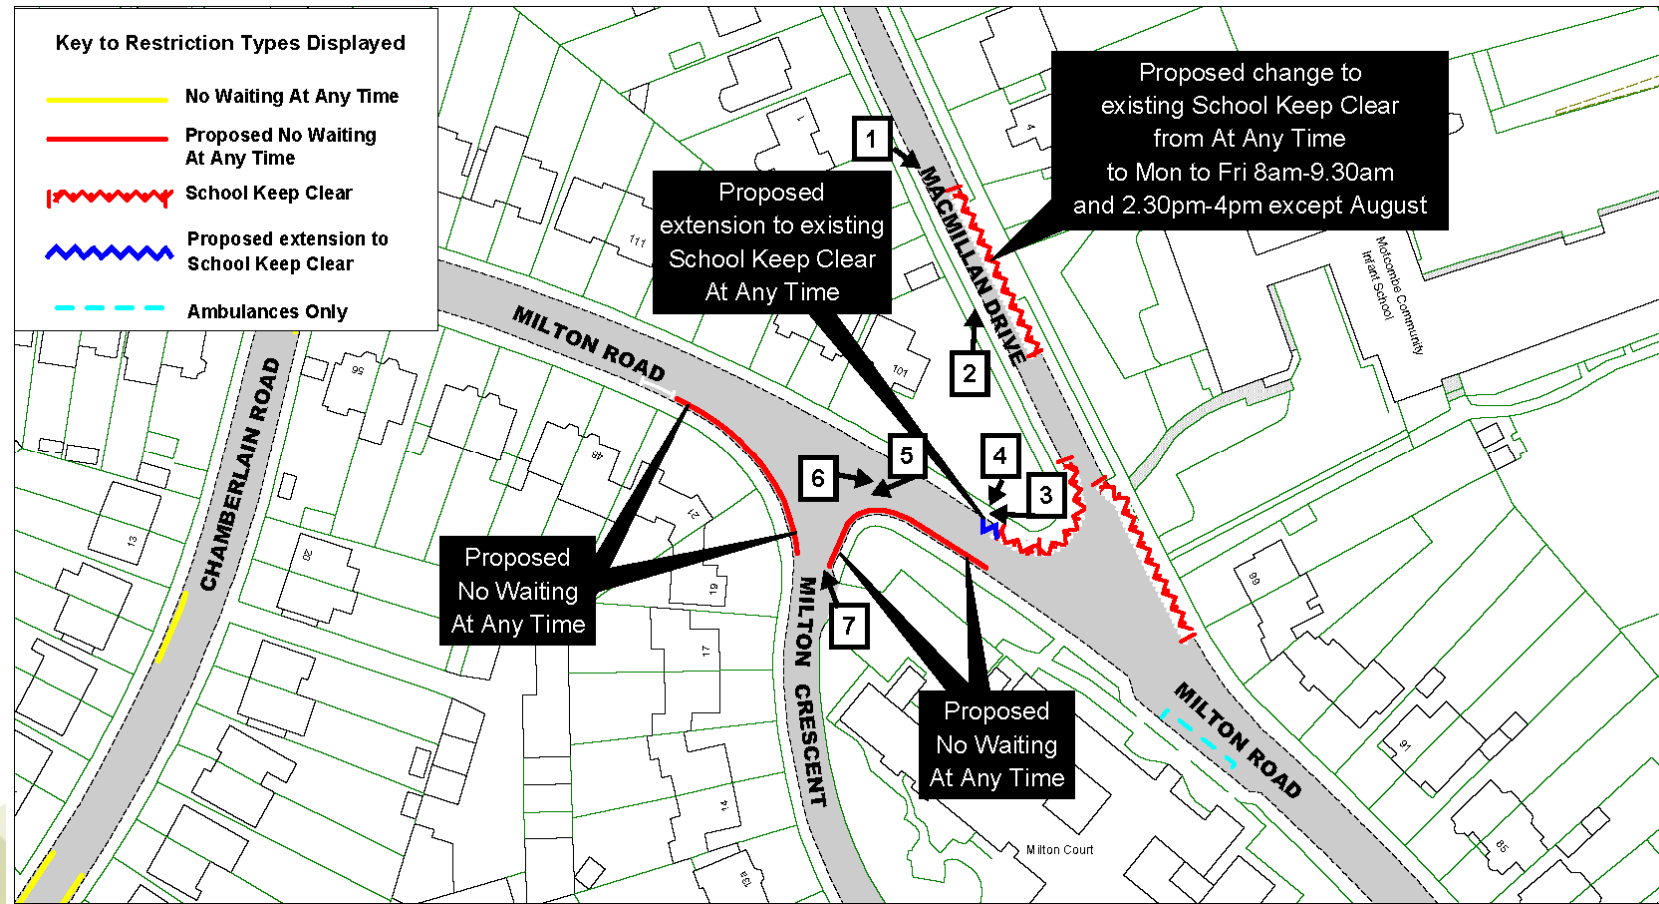 Key to Restriction Types Displayed
No Waiting At Any Time
Proposed No Waiting
At Any Time
School Keep Clear
Proposed extension to
School Keep Clear
Ambulances Only
Proposed change to
existing School Keep Clear
from At Any Time
to Mon to Fri 8am-9.30am
and 2.30pm-4pm except August
Proposed
extension to existing
School Keep Clear
At Any Time
1
MACMILLAN DRIVE
2
1
4
111
101
Motcombe Community
Infant School
MILTON ROAD
CHAMBERLAIN ROAD
56
48
21
13
20
19
17
14
13a
6
5
4
3
7
Proposed
No Waiting
At Any Time
MILTON CRESCENT
Proposed
No Waiting
At Any Time
MILTON ROAD
99
91
85
Milton Court